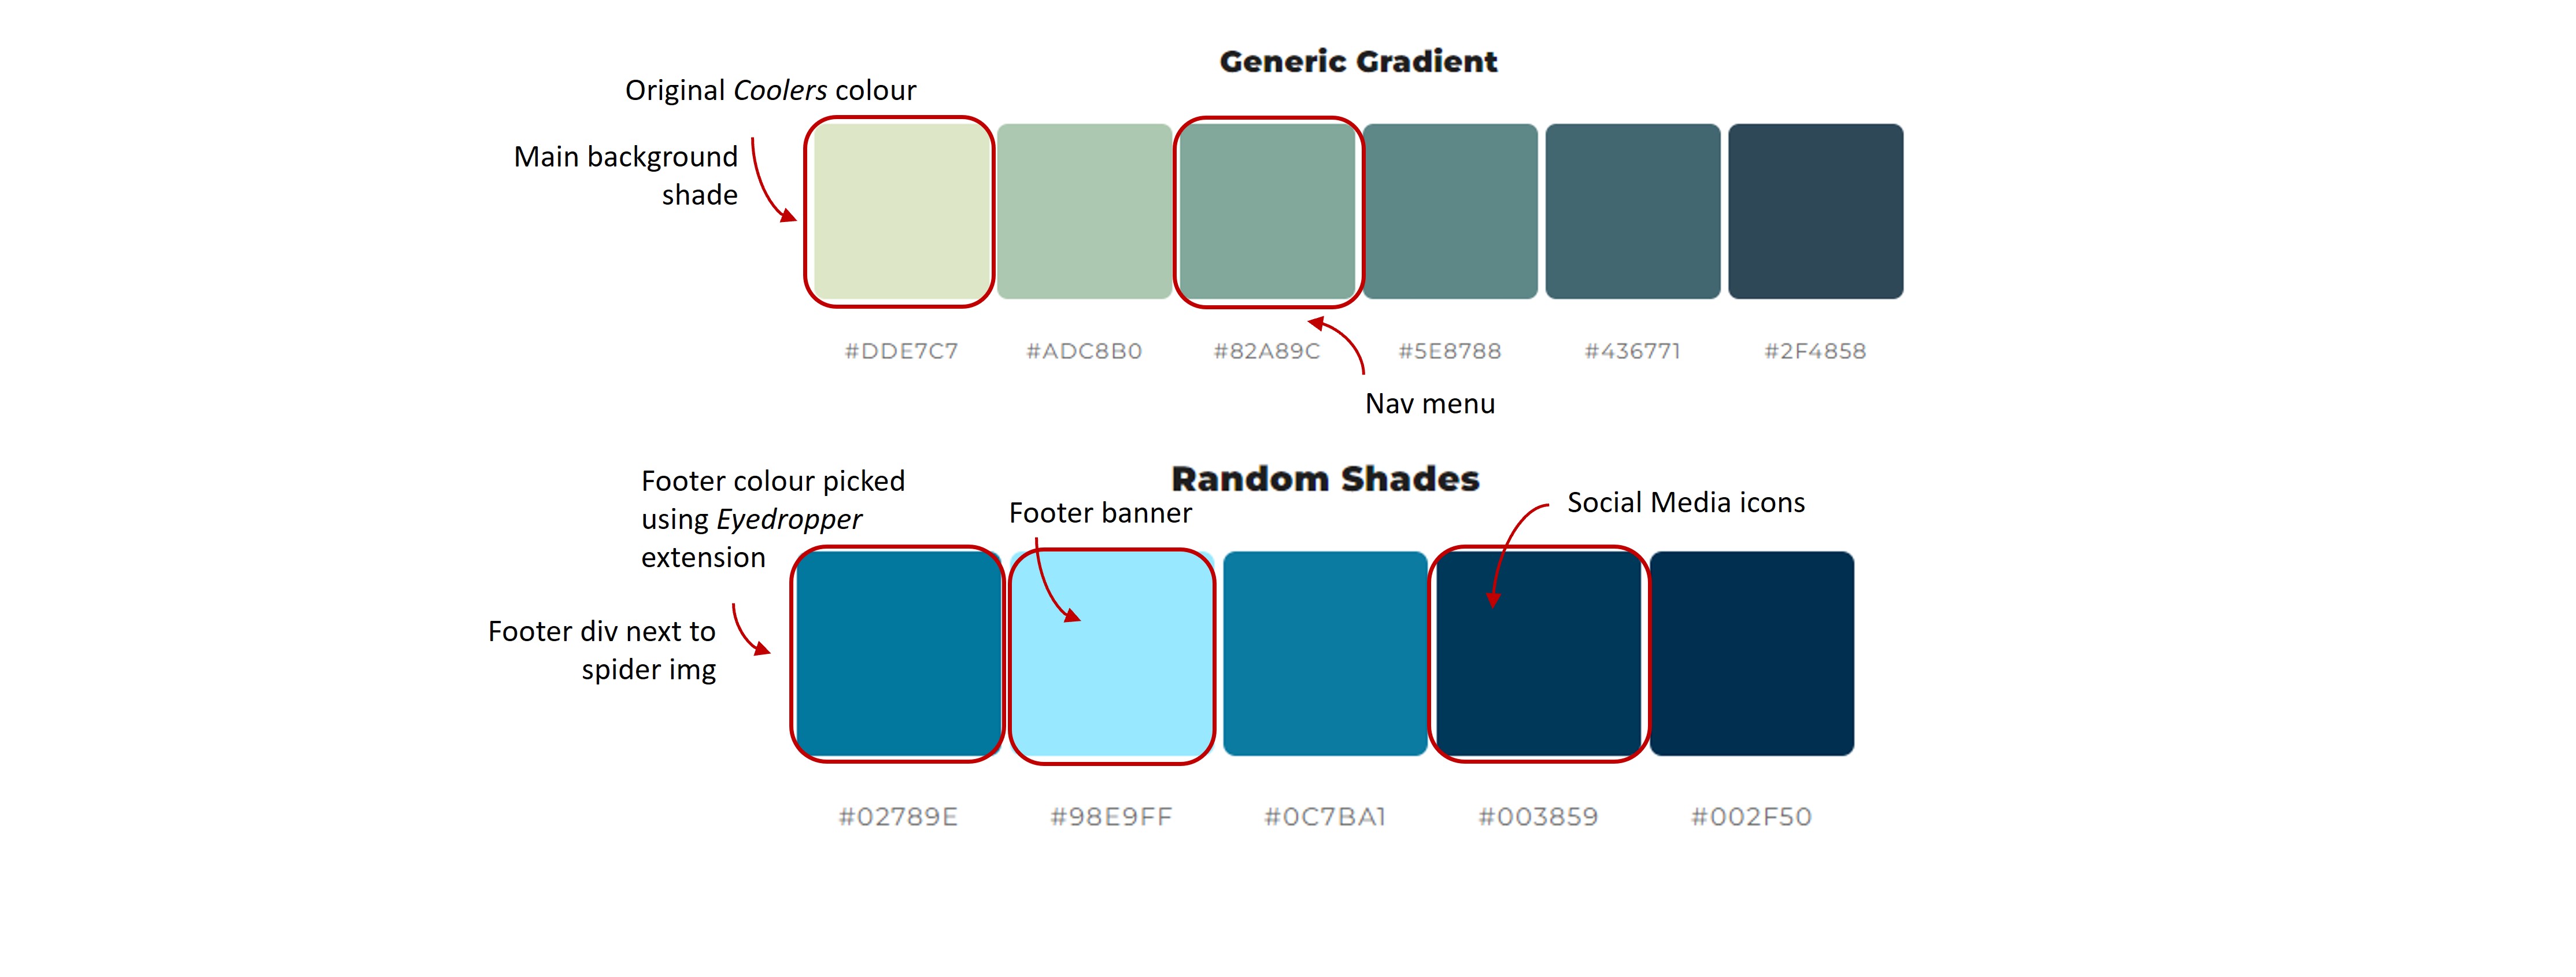 Generic Gradient
Original Coolers colour
Main background
shade
#DDE7C7
#ADC8B0
#82A89C
#5E8788
#436771
#2F4858
Nav menu
Random Shades
Footer colour picked
using Eyedropper
extension
Footer banner
Social Media icons
Footer div next to
spider img
#02789E
#98E9FF
#0C7BA1
#003859
#002F50